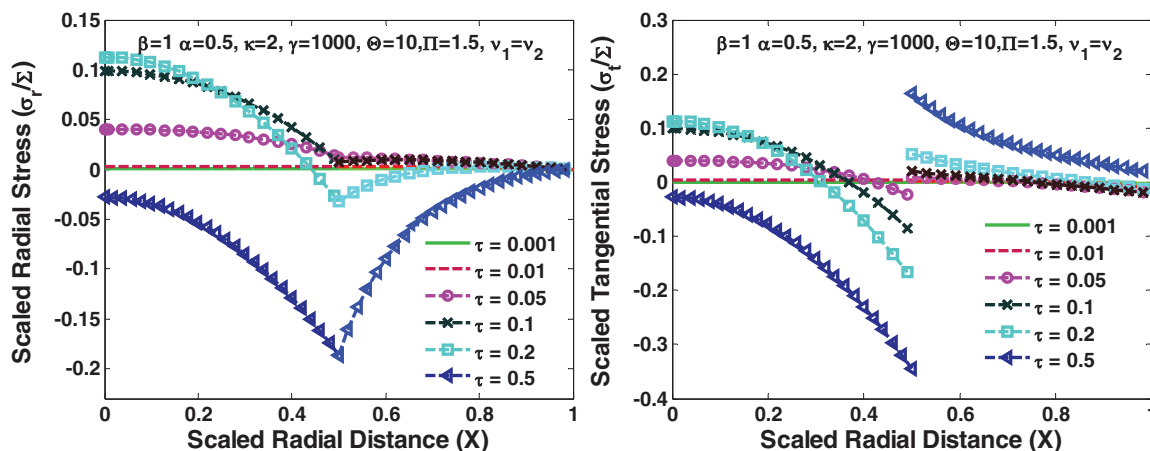 β=1 α=0.5, κ=2, γ=1000, Θ=10,Π=1.5, ν₁=ν₂
Scaled Radial Stress (σᵣ/Σ)
0.15
0.1
0.05
0
-0.05
-0.1
-0.15
-0.2
τ = 0.001
τ = 0.01
τ = 0.05
τ = 0.1
τ = 0.2
τ = 0.5
0 0.2 0.4 0.6 0.8 1
Scaled Radial Distance (X)
β=1 α=0.5, κ=2, γ=1000, Θ=10,Π=1.5, ν₁=ν₂
Scaled Tangential Stress (σₜ/Σ)
0.3
0.2
0.1
0
-0.1
-0.2
-0.3
-0.4
τ = 0.001
τ = 0.01
τ = 0.05
τ = 0.1
τ = 0.2
τ = 0.5
0 0.2 0.4 0.6 0.8 1
Scaled Radial Distance (X)